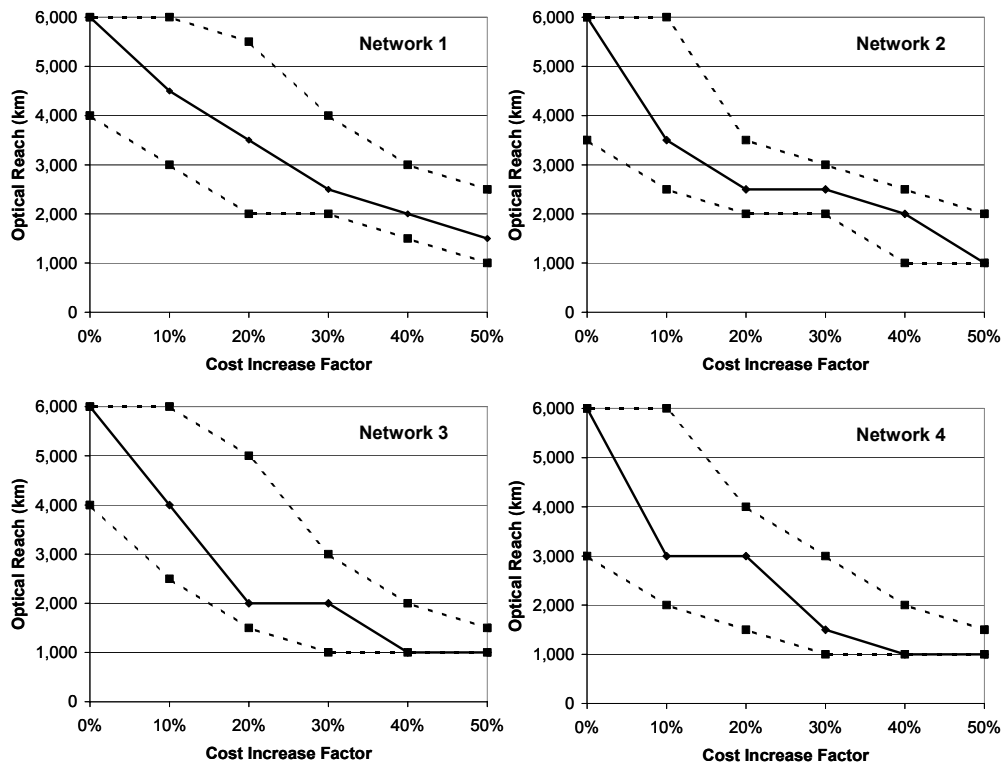 Network 1
Optical Reach (km)
6,000
5,000
4,000
3,000
2,000
1,000
0
0% 10% 20% 30% 40% 50%
Cost Increase Factor
Network 2
Optical Reach (km)
6,000
5,000
4,000
3,000
2,000
1,000
0
0% 10% 20% 30% 40% 50%
Cost Increase Factor
Network 3
Optical Reach (km)
6,000
5,000
4,000
3,000
2,000
1,000
0
0% 10% 20% 30% 40% 50%
Cost Increase Factor
Network 4
Optical Reach (km)
6,000
5,000
4,000
3,000
2,000
1,000
0
0% 10% 20% 30% 40% 50%
Cost Increase Factor